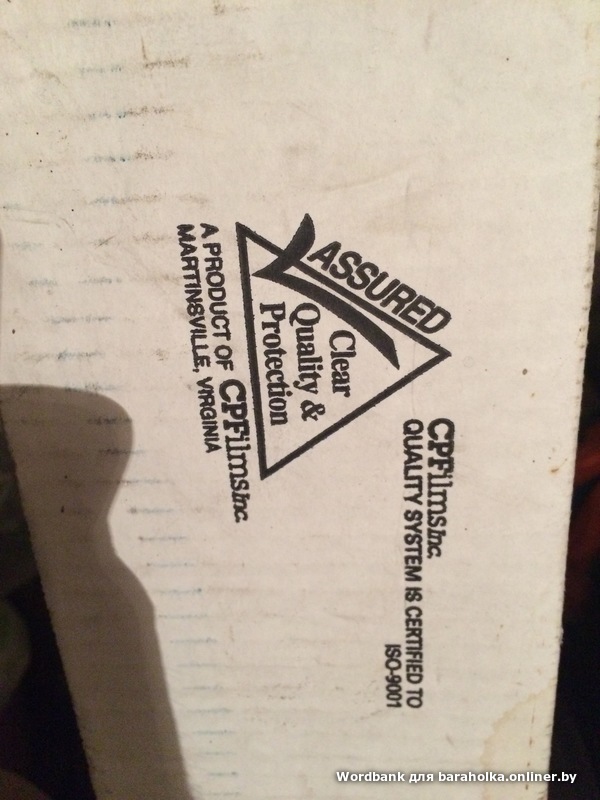 ASSURED
Clear
Quality &
Protection
A PRODUCT OF CPFilmsInc.
MARTINSVILLE, VIRGINIA
CPFilmsInc.
QUALITY SYSTEM IS CERTIFIED TO
ISO-9001
Wordbank для baraholka.onliner.by